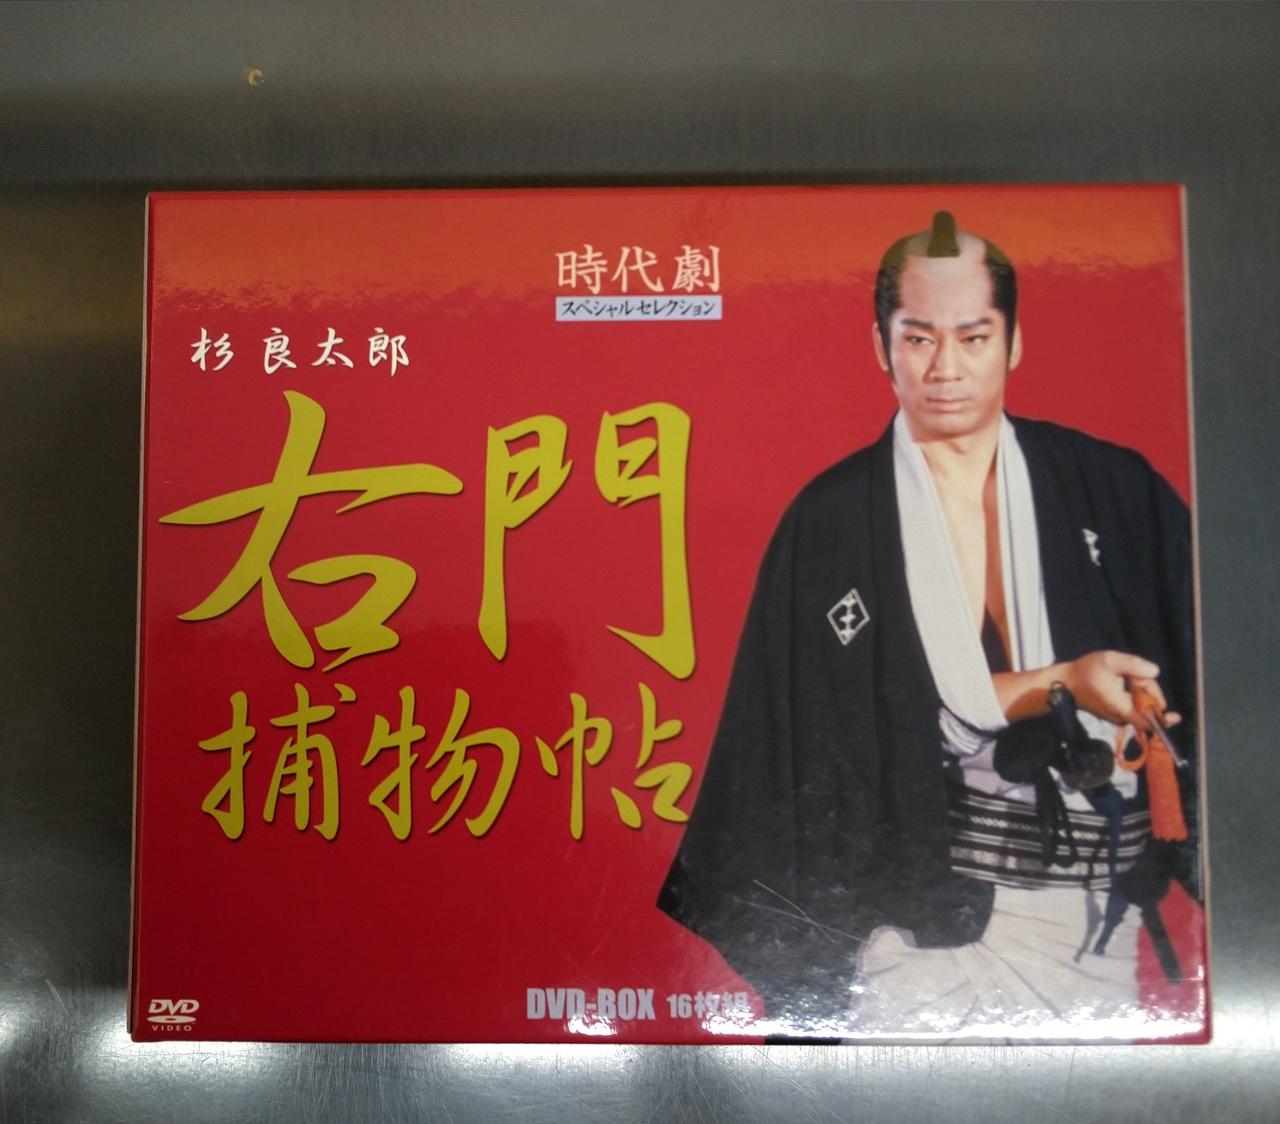 時代劇
スペシャルセレクション
杉 良太郎
右門
捕物帖
DVD-BOX 16枚組
DVD
VIDEO